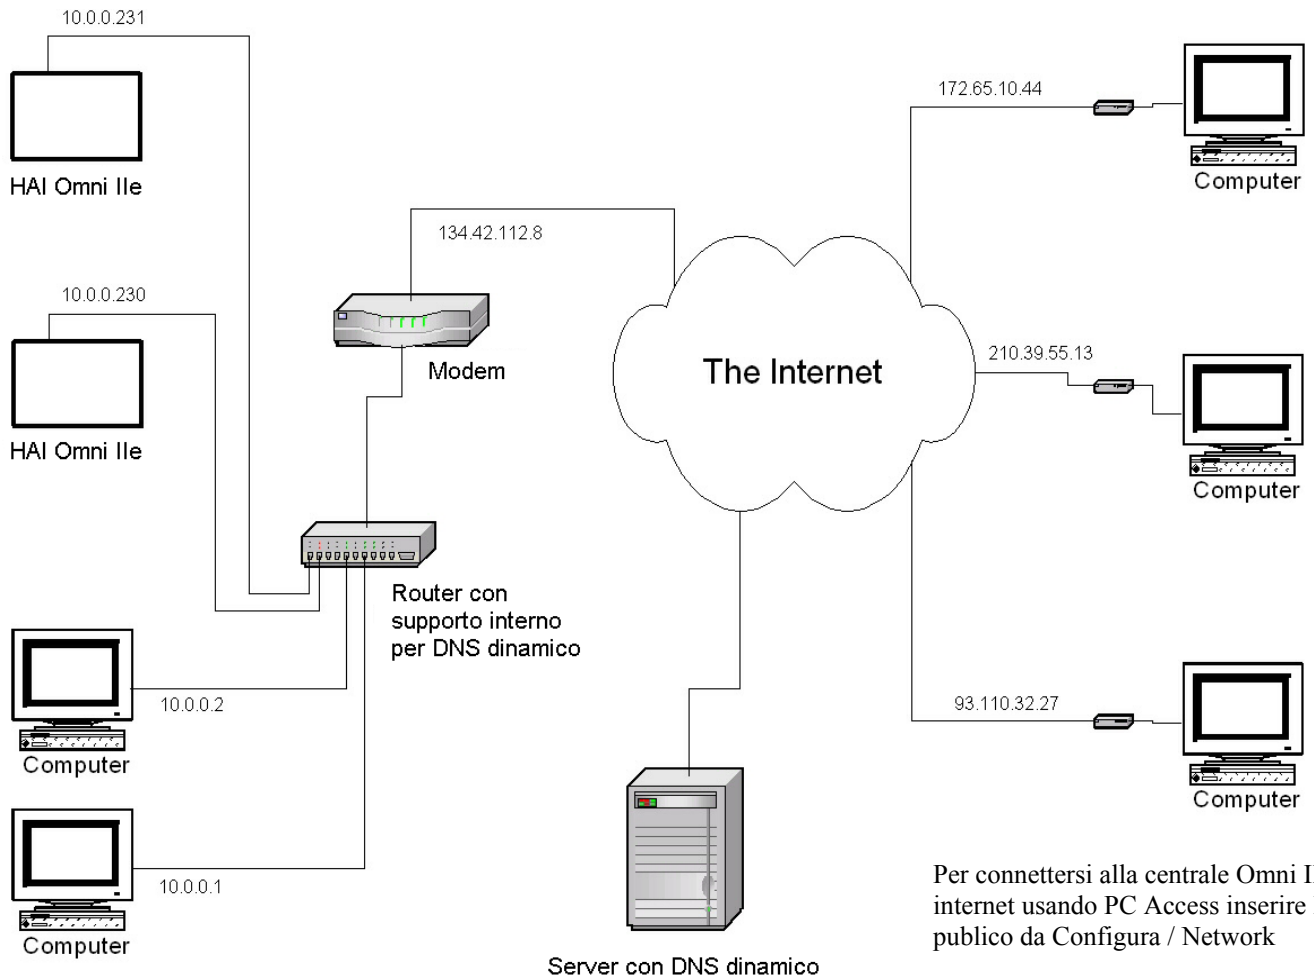 10.0.0.231
HAI Omni IIe
10.0.0.230
HAI Omni IIe
134.42.112.8
Modem
Router con
supporto interno
per DNS dinamico
10.0.0.2
Computer
10.0.0.1
Computer
The Internet
Server con DNS dinamico
172.65.10.44
Computer
210.39.55.13
Computer
93.110.32.27
Computer
Per connettersi alla centrale Omni
internet usando PC Access inserire
publico da Configura / Network